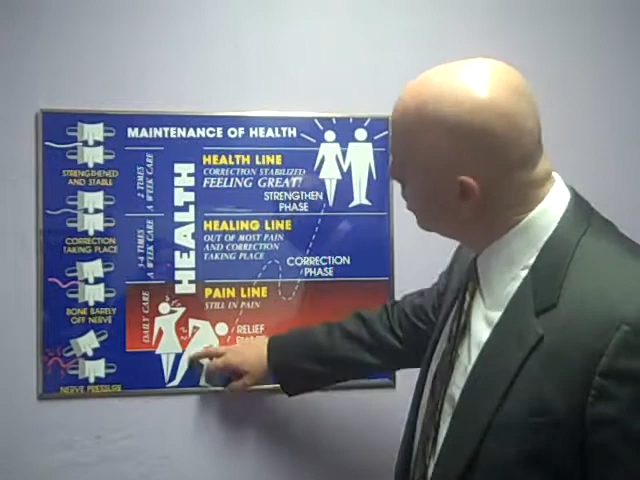 MAINTENANCE OF HEALTH
STRENGTHENED
AND STABLE
2 TIMES
A WEEK CARE
HEALTH
HEALTH LINE
CORRECTION STABILIZED
FEELING GREAT!
STRENGTHEN
PHASE
CORRECTION
TAKING PLACE
3-4 TIMES
A WEEK CARE
HEALING LINE
OUT OF MOST PAIN
AND CORRECTION
TAKING PLACE
CORRECTION
PHASE
BONE BARELY
OFF NERVE
DAILY CARE
PAIN LINE
STILL IN PAIN
RELIEF
NERVE PRESSURE